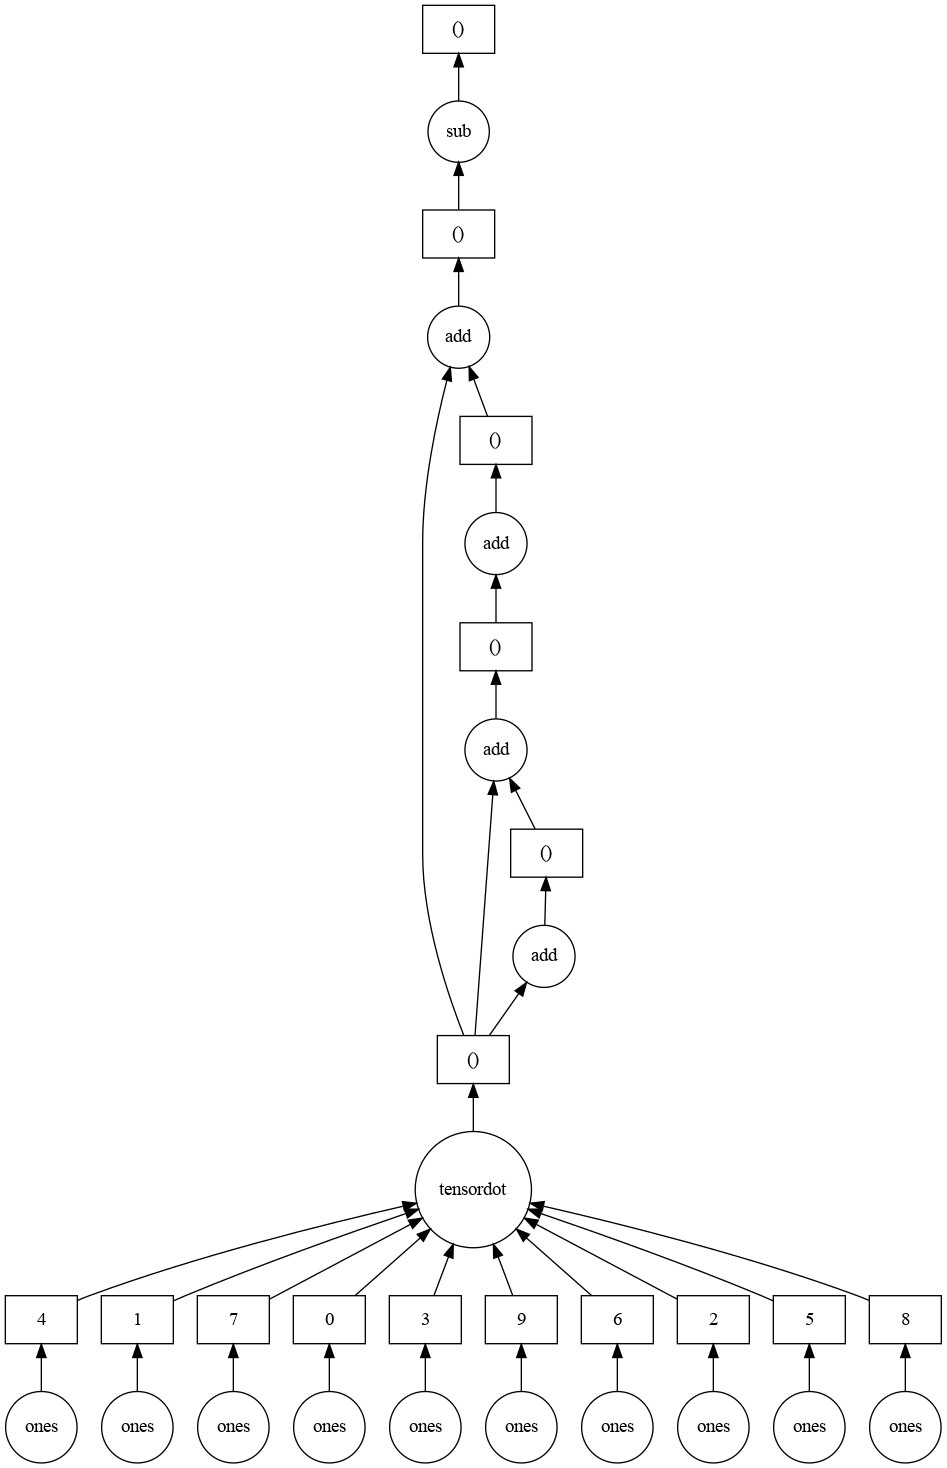 ()
sub
()
add
()
add
()
add
()
add
()
tensordot
4 1 7 0 3 9 6 2 5 8
ones ones ones ones ones ones ones ones ones ones